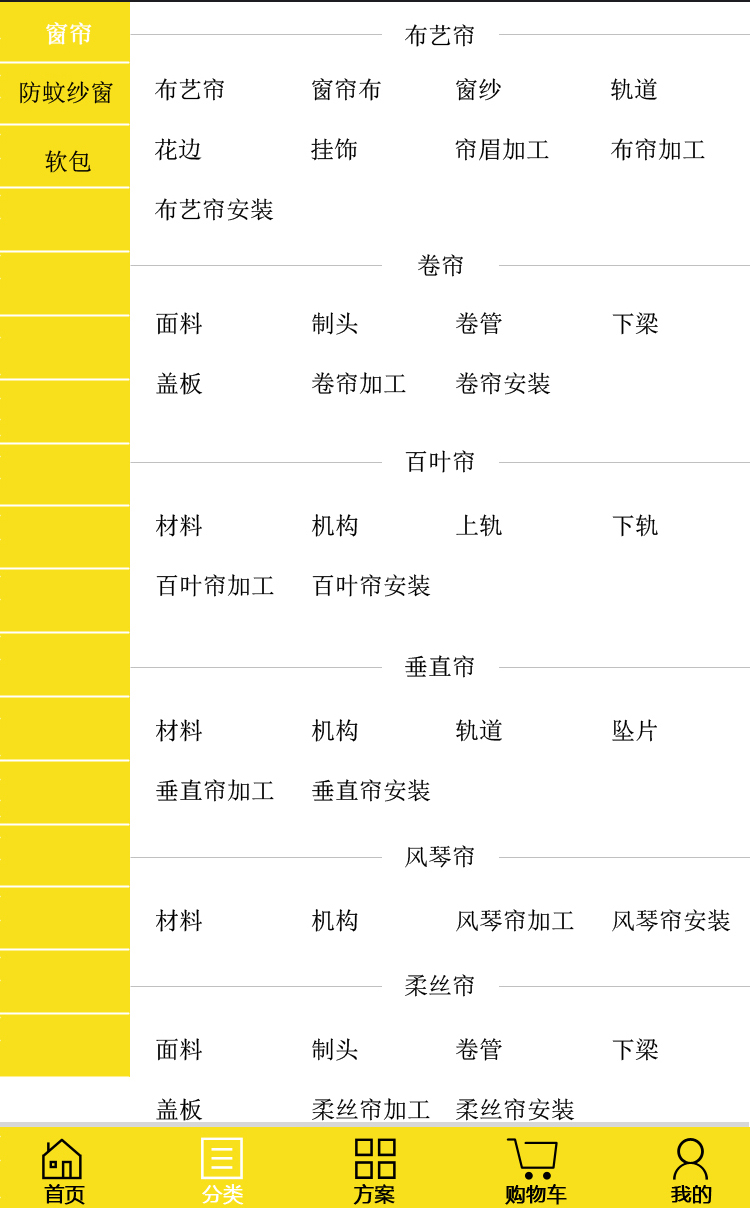 窗帘
防蚊纱窗
软包
布艺帘
布艺帘 窗帘布 窗纱 轨道
花边 挂饰 帘眉加工 布帘加工
布艺帘安装
卷帘
面料 制头 卷管 下梁
盖板 卷帘加工 卷帘安装
百叶帘
材料 机构 上轨 下轨
百叶帘加工 百叶帘安装
垂直帘
材料 机构 轨道 坠片
垂直帘加工 垂直帘安装
风琴帘
材料 机构 风琴帘加工 风琴帘安装
柔丝帘
面料 制头 卷管 下梁
盖板 柔丝帘加工 柔丝帘安装
首页 分类 方案 购物车 我的